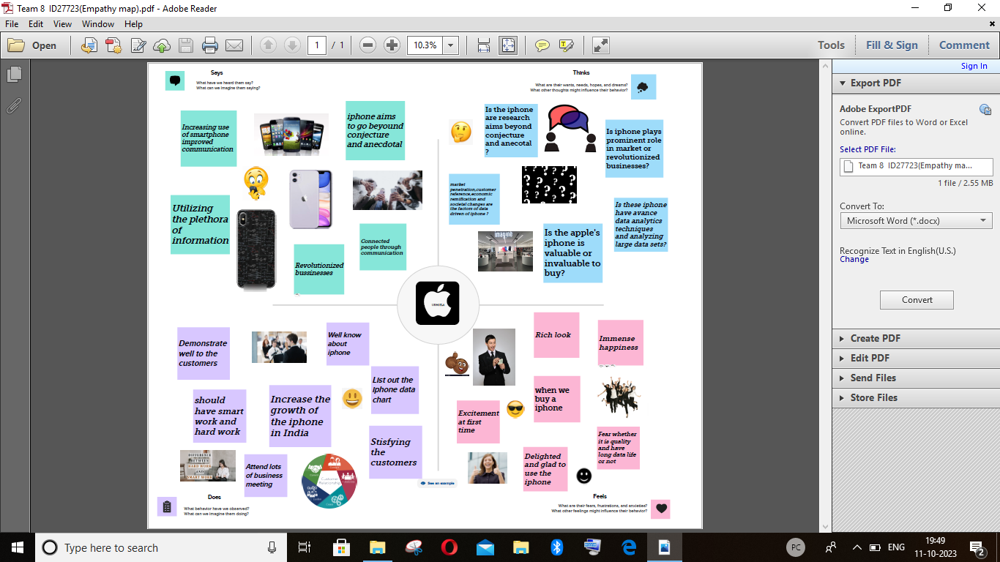 Team 8  ID27723(Empathy map).pdf - Adobe Reader
File Edit View Window Help
Open
1 / 1
10.3%
Tools
Fill & Sign
Comment
Says
What have we heard them say?
What can we imagine them saying?
Increasing use
of smartphone
improved
communication
iphone aims
to go beyound
conjecture
and anecdotal
Utilizing
the plethora
of
information
Revolutionized
bussinesses
Connected
people through
communication
Thinks
What are their wants, needs, hopes, and dreams?
What other thoughts might influence their behavior?
Is the iphone
are research
aims beyond
conjecture
and anecotal
?
Is iphone plays
prominent role
in market or
revolutionized
businesses?
market
penetration,customer
reference,economic
remification and
societal changes are
the factors of data
driven of iphone ?
Is these iphone
have avance
data analytics
techniques
and analyzing
large data sets?
imagine
Is the apple's
iphone is
valuable or
invaluable to
buy?
Demonstrate
well to the
customers
Well know
about
iphone
List out the
iphone data
chart
should
have smart
work and
hard work
Increase the
growth of
the iphone
in India
Stisfying
the
customers
DIFFERENCE
BETWEEN
HARD WORK
AND
SMART WORK
Attend lots
of business
meeting
Customer
Relationship
See an example
Does
What behavior have we observed?
What can we imagine them doing?
Rich look
Immense
happiness
when we
buy a
iphone
Excitement
at first
time
Fear whether
it is quality
and have
long data life
or not
Delighted
and glad to
use the
iphone
Feels
What are their fears, frustrations, and anxieties?
What other feelings might influence their behavior?
Sign In
Export PDF
Adobe ExportPDF
Convert PDF files to Word or Excel
online.
Select PDF File:
Team 8  ID27723(Empathy ma...
1 file / 2.55 MB
Convert To:
Microsoft Word (*.docx)
Recognize Text in English(U.S.)
Change
Convert
Create PDF
Edit PDF
Send Files
Store Files
Type here to search
PC
ENG
19:49
11-10-2023
2